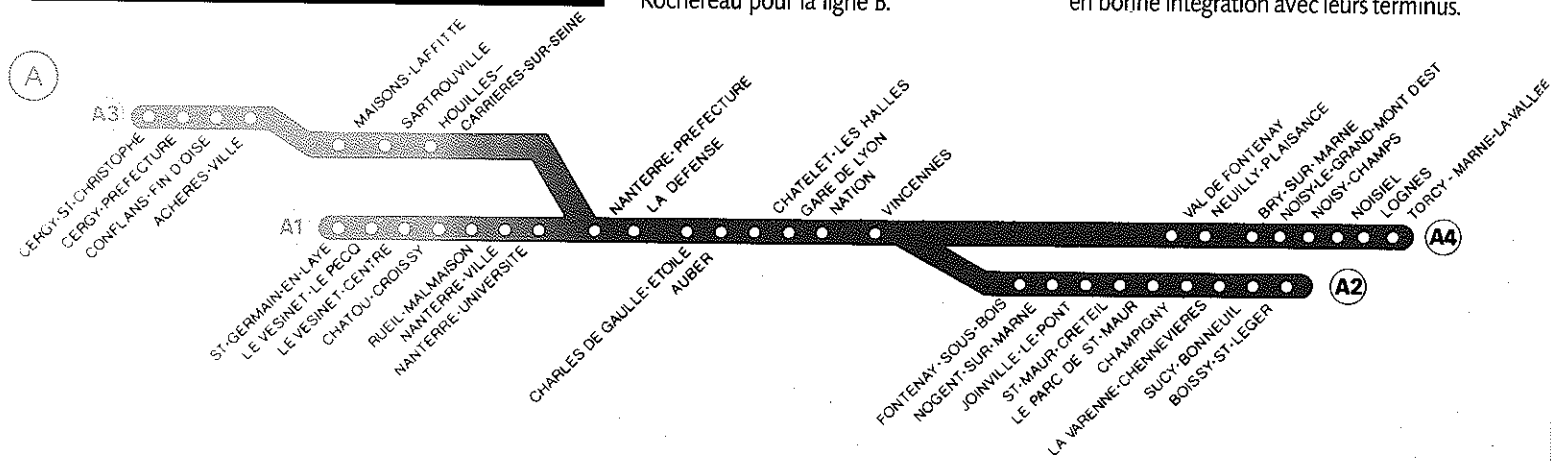 Rochereau pour la ligne B.
en bonne intégration avec leurs terminus.
A
A3
CERGY-ST-CHRISTOPHE
CERGY-PREFECTURE
CONFLANS-FIN D'OISE
ACHERES-VILLE
MAISONS-LAFFITTE
SARTROUVILLE
HOUILLES-
CARRIERES-SUR-SEINE
A1
ST-GERMAIN-EN-LAYE
LE VESINET-LE PECQ
LE VESINET-CENTRE
CHATOU-CROISSY
RUEIL-MALMAISON
NANTERRE-VILLE
NANTERRE-UNIVERSITE
NANTERRE-PREFECTURE
LA DEFENSE
CHARLES DE GAULLE-ETOILE
AUBER
CHATELET-LES HALLES
GARE DE LYON
NATION
VINCENNES
VAL DE FONTENAY
NEUILLY-PLAISANCE
BRY-SUR-MARNE
NOISY-LE-GRAND-MONT D'EST
NOISY-CHAMPS
NOISIEL
LOGNES
TORCY - MARNE-LA-VALLEE
A4
FONTENAY-SOUS-BOIS
NOGENT-SUR-MARNE
JOINVILLE-LE-PONT
ST-MAUR-CRETEIL
LE PARC DE ST-MAUR
CHAMPIGNY
LA VARENNE-CHENNEVIERES
SUCY-BONNEUIL
BOISSY-ST-LEGER
A2